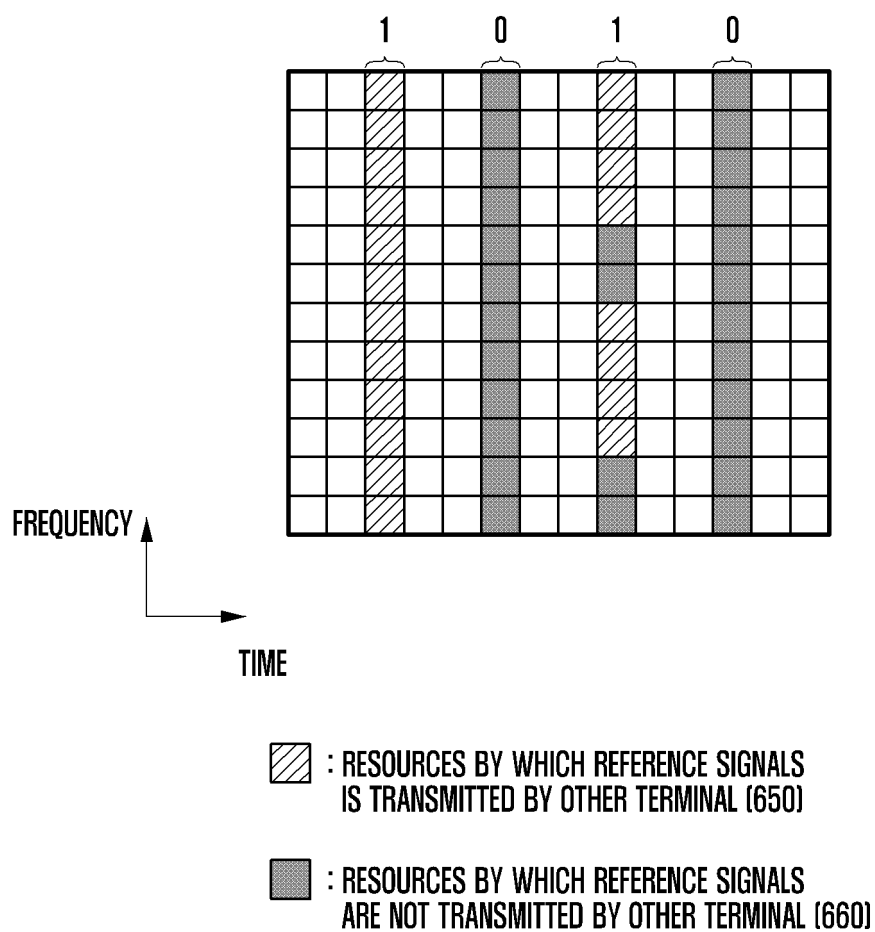 1 0 1 0
FREQUENCY
TIME
: RESOURCES BY WHICH REFERENCE SIGNALS
IS TRANSMITTED BY OTHER TERMINAL (650)
: RESOURCES BY WHICH REFERENCE SIGNALS
ARE NOT TRANSMITTED BY OTHER TERMINAL (660)